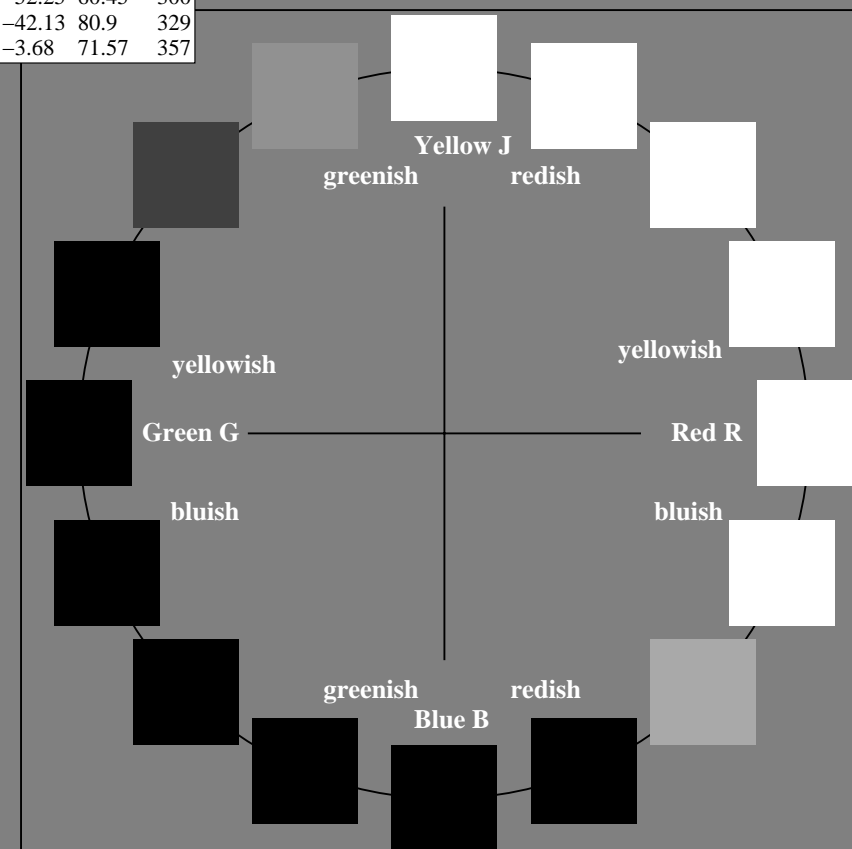 −42.13 80.9 329
−3.68 71.57 357
Yellow J
greenish redish
yellowish
yellowish
Green G Red R
bluish bluish
greenish redish
Blue B